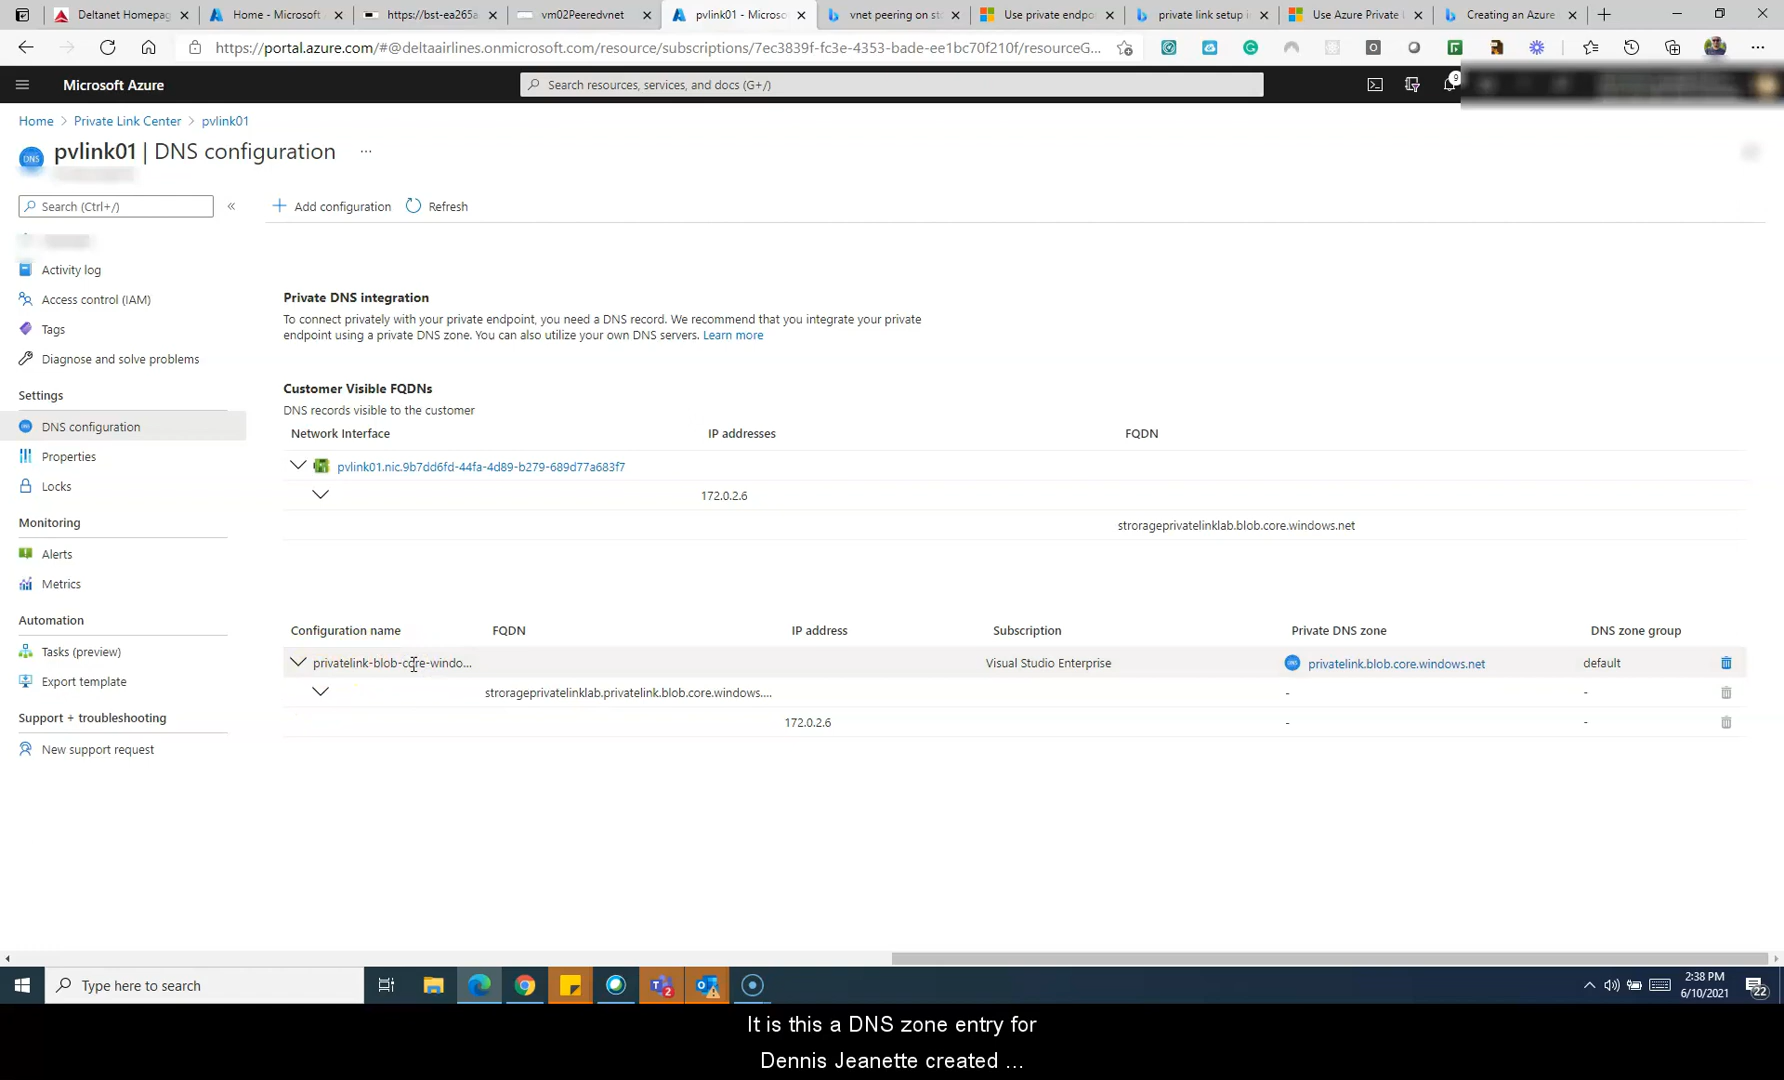 Deltanet Homepag
Home - Microsoft
https://bst-ea265a
vm02Peeredvnet
pvlink01 - Microso
vnet peering on st
Use private endpo
private link setup i
Use Azure Private
Creating an Azure
https://portal.azure.com/#@deltaairlines.onmicrosoft.com/resource/subscriptions/7ec3839f-fc3e-4353-bade-ee1bc70f210f/resourceG...
Microsoft Azure
Search resources, services, and docs (G+/)
9
Home > Private Link Center > pvlink01
DNS
pvlink01 | DNS configuration ...
Search (Ctrl+/)
«
Add configuration
Refresh
Activity log
Access control (IAM)
Tags
Diagnose and solve problems
Settings
DNS configuration
Properties
Locks
Monitoring
Alerts
Metrics
Automation
Tasks (preview)
Export template
Support + troubleshooting
New support request
Private DNS integration
To connect privately with your private endpoint, you need a DNS record. We recommend that you integrate your private
endpoint using a private DNS zone. You can also utilize your own DNS servers. Learn more
Customer Visible FQDNs
DNS records visible to the customer
Network Interface IP addresses FQDN
pvlink01.nic.9b7dd6fd-44fa-4d89-b279-689d77a683f7
172.0.2.6
strorageprivatelinklab.blob.core.windows.net
Configuration name FQDN IP address Subscription Private DNS zone DNS zone group
privatelink-blob-core-windo... Visual Studio Enterprise privatelink.blob.core.windows.net default
strorageprivatelinklab.privatelink.blob.core.windows.... - -
172.0.2.6 - -
Type here to search
2
2:38 PM
6/10/2021
22
It is this a DNS zone entry for
Dennis Jeanette created ...